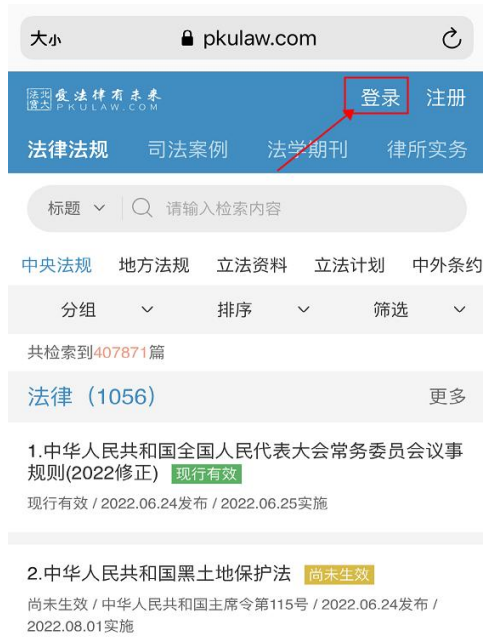 大小 pkulaw.com
北大法宝 爱法律有未来 登录 注册
PKULAW.COM
法律法规 司法案例 法学期刊 律所实务
标题 请输入检索内容
中央法规 地方法规 立法资料 立法计划 中外条约
分组 排序 筛选
共检索到407871篇
法律（1056） 更多
1.中华人民共和国全国人民代表大会常务委员会议事
规则(2022修正) 现行有效
现行有效 / 2022.06.24发布 / 2022.06.25实施
2.中华人民共和国黑土地保护法 尚未生效
尚未生效 / 中华人民共和国主席令第115号 / 2022.06.24发布 /
2022.08.01实施